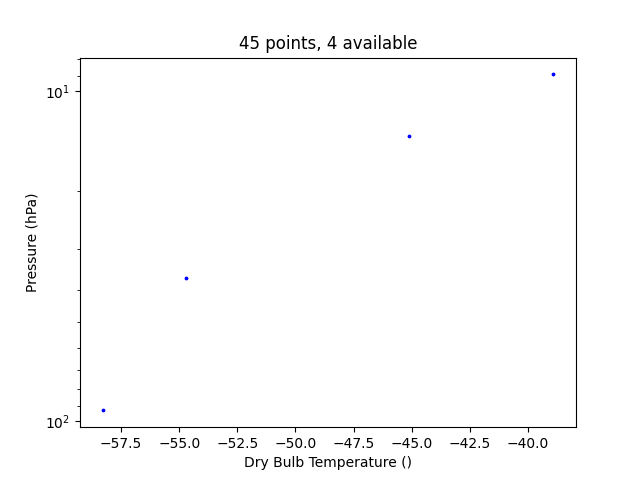 45 points, 4 available
10¹
10²
Pressure (hPa)
−57.5 −55.0 −52.5 −50.0 −47.5 −45.0 −42.5 −40.0
Dry Bulb Temperature ()